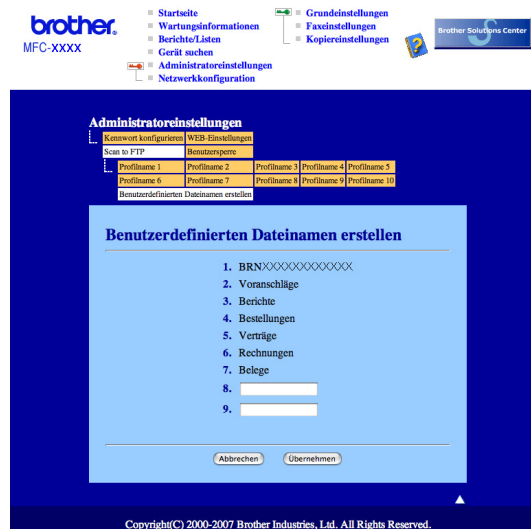 brother.
MFC-XXXX
Startseite
Wartungsinformationen
Berichte/Listen
Gerät suchen
Administratoreinstellungen
Netzwerkkonfiguration
Grundeinstellungen
Faxeinstellungen
Kopiereinstellungen
Brother Solutions Center
Administratoreinstellungen
Kennwort konfigurieren WEB-Einstellungen
Scan to FTP Benutzersperre
Profilname 1 Profilname 2 Profilname 3 Profilname 4 Profilname 5
Profilname 6 Profilname 7 Profilname 8 Profilname 9 Profilname 10
Benutzerdefinierten Dateinamen erstellen
Benutzerdefinierten Dateinamen erstellen
1. BRNXXXXXXXXXXXX
2. Voranschläge
3. Berichte
4. Bestellungen
5. Verträge
6. Rechnungen
7. Belege
8.
9.
Abbrechen Übernehmen
Copyright(C) 2000-2007 Brother Industries, Ltd. All Rights Reserved.